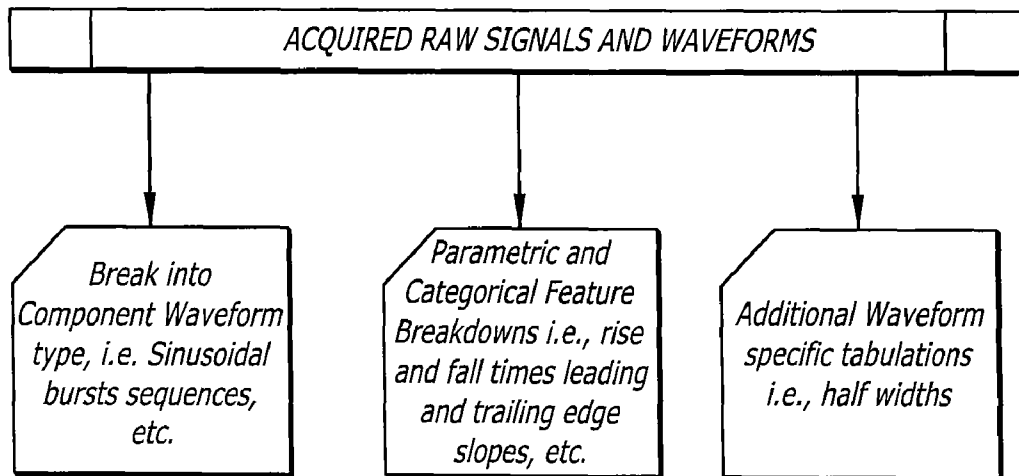 ACQUIRED RAW SIGNALS AND WAVEFORMS
Break into
Component Waveform
type, i.e. Sinusoidal
bursts sequences,
etc.
Parametric and
Categorical Feature
Breakdowns i.e., rise
and fall times leading
and trailing edge
slopes, etc.
Additional Waveform
specific tabulations
i.e., half widths